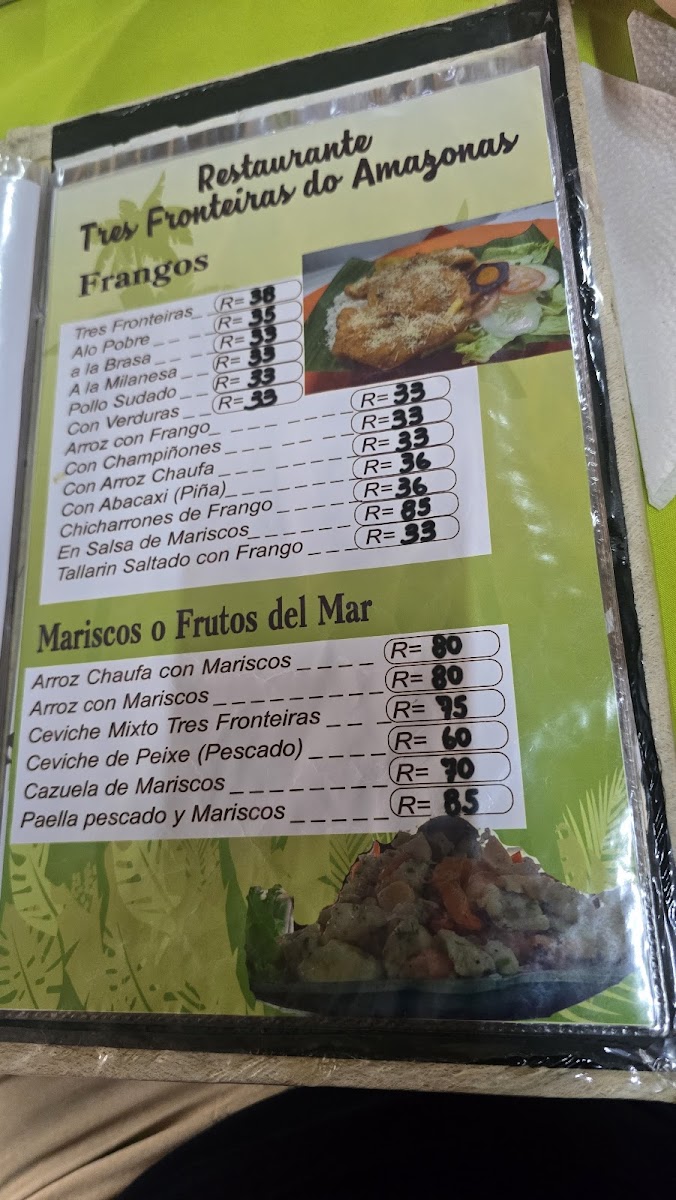 Restaurante
Tres Fronteiras do Amazonas
Frangos
Tres Fronteiras R= 38
Alo Pobre R= 35
a la Brasa R= 33
A la Milanesa R= 33
Pollo Sudado R= 33
Con Verduras R= 33
Arroz con Frango R= 33
Con Champiñones R= 33
Con Arroz Chaufa R= 33
Con Abacaxi (Piña) R= 36
Chicharrones de Frango R= 36
En Salsa de Mariscos R= 85
Tallarin Saltado con Frango R= 33
Mariscos o Frutos del Mar
Arroz Chaufa con Mariscos R= 80
Arroz con Mariscos R= 80
Ceviche Mixto Tres Fronteiras R= 75
Ceviche de Peixe (Pescado) R= 60
Cazuela de Mariscos R= 70
Paella pescado y Mariscos R= 85